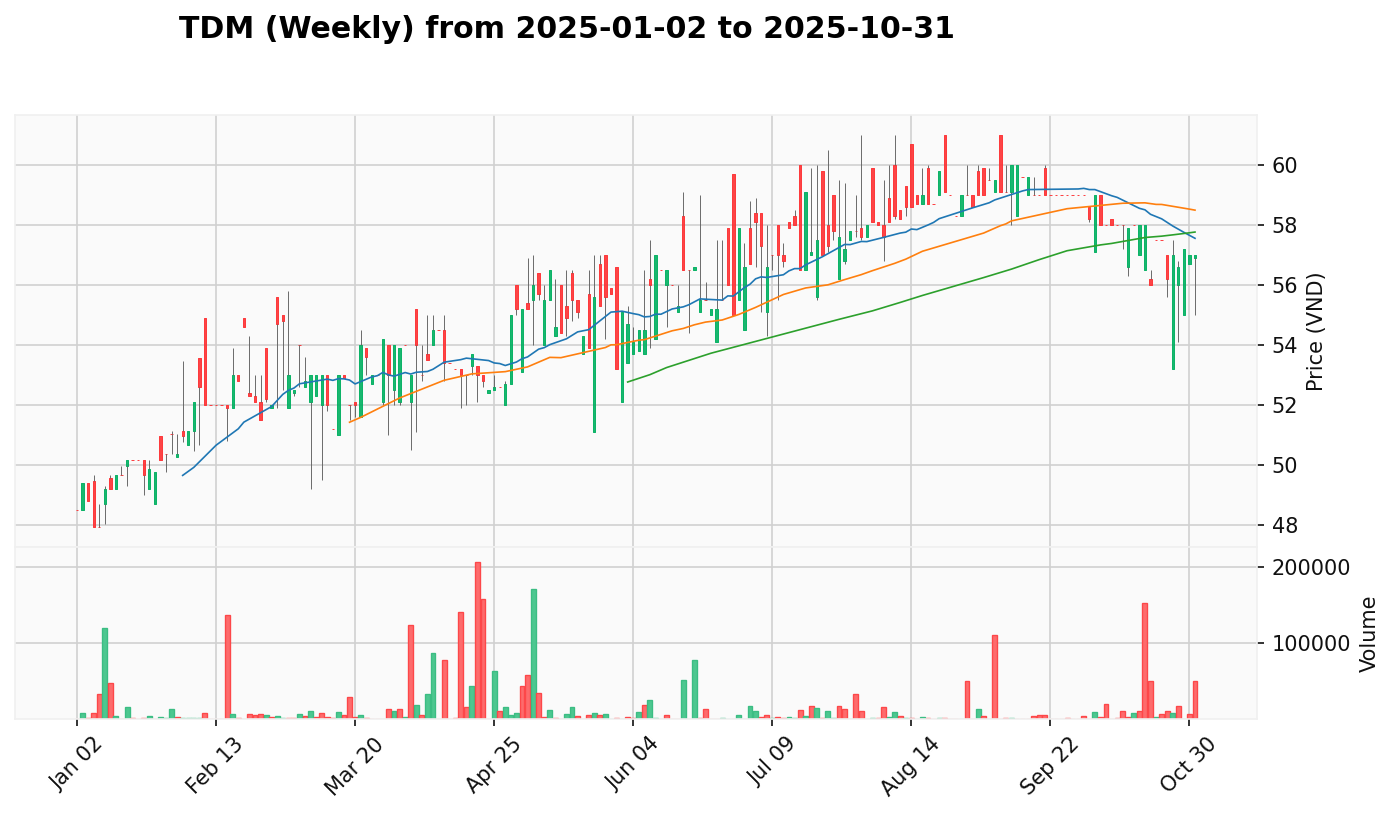 TDM (Weekly) from 2025-01-02 to 2025-10-31
60
58
56
54
52
50
48
Price (VND)
200000
100000
Volume
Jan 02
Feb 13
Mar 20
Apr 25
Jun 04
Jul 09
Aug 14
Sep 22
Oct 30